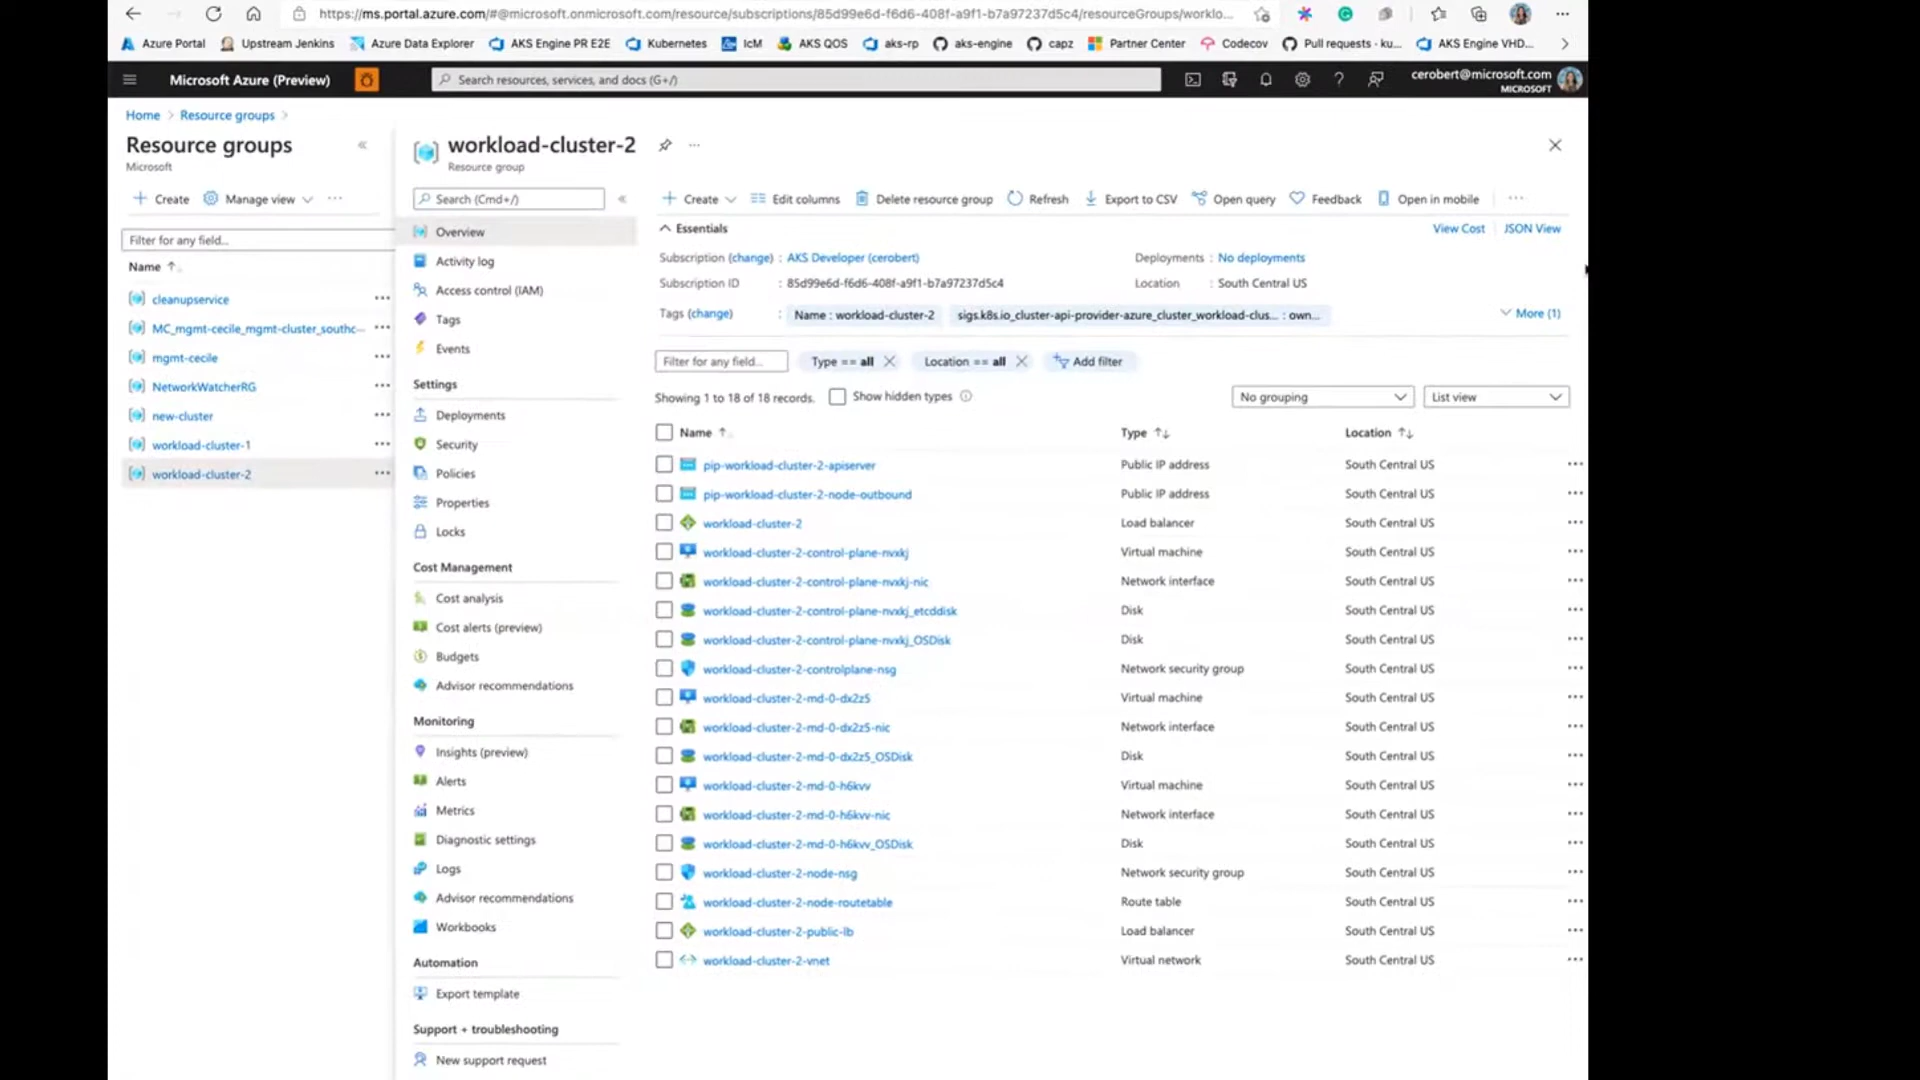 https://ms.portal.azure.com/#@microsoft.onmicrosoft.com/resource/subscriptions/85d99e6d-f6d6-408f-a9f1-b7a97237d5c4/resourceGroups/worklo...
Azure Portal Upstream Jenkins Azure Data Explorer AKS Engine PR E2E Kubernetes IcM AKS QOS aks-rp aks-engine capz Partner Center Codecov Pull requests · ku... AKS Engine VHD...
Microsoft Azure (Preview) Search resources, services, and docs (G+/) cerobert@microsoft.com
MICROSOFT
Home > Resource groups >
Resource groups
Microsoft
Create Manage view ...
Filter for any field...
Name ↑
cleanupservice ...
MC_mgmt-cecile_mgmt-cluster_southc... ...
mgmt-cecile ...
NetworkWatcherRG ...
new-cluster ...
workload-cluster-1 ...
workload-cluster-2 ...
workload-cluster-2 ...
Resource group
Search (Cmd+/)
Overview
Activity log
Access control (IAM)
Tags
Events
Settings
Deployments
Security
Policies
Properties
Locks
Cost Management
Cost analysis
Cost alerts (preview)
Budgets
Advisor recommendations
Monitoring
Insights (preview)
Alerts
Metrics
Diagnostic settings
Logs
Advisor recommendations
Workbooks
Automation
Export template
Support + troubleshooting
New support request
Create Edit columns Delete resource group Refresh Export to CSV Open query Feedback Open in mobile ...
Essentials View Cost JSON View
Subscription (change) : AKS Developer (cerobert) Deployments : No deployments
Subscription ID : 85d99e6d-f6d6-408f-a9f1-b7a97237d5c4 Location : South Central US
Tags (change) : Name : workload-cluster-2 sigs.k8s.io_cluster-api-provider-azure_cluster_workload-clus... : own... More (1)
Filter for any field... Type == all Location == all Add filter
Showing 1 to 18 of 18 records. Show hidden types No grouping List view
Name ↑ Type ↑↓ Location ↑↓
pip-workload-cluster-2-apiserver Public IP address South Central US ...
pip-workload-cluster-2-node-outbound Public IP address South Central US ...
workload-cluster-2 Load balancer South Central US ...
workload-cluster-2-control-plane-nvxkj Virtual machine South Central US ...
workload-cluster-2-control-plane-nvxkj-nic Network interface South Central US ...
workload-cluster-2-control-plane-nvxkj_etcddisk Disk South Central US ...
workload-cluster-2-control-plane-nvxkj_OSDisk Disk South Central US ...
workload-cluster-2-controlplane-nsg Network security group South Central US ...
workload-cluster-2-md-0-dx2z5 Virtual machine South Central US ...
workload-cluster-2-md-0-dx2z5-nic Network interface South Central US ...
workload-cluster-2-md-0-dx2z5_OSDisk Disk South Central US ...
workload-cluster-2-md-0-h6kvv Virtual machine South Central US ...
workload-cluster-2-md-0-h6kvv-nic Network interface South Central US ...
workload-cluster-2-md-0-h6kvv_OSDisk Disk South Central US ...
workload-cluster-2-node-nsg Network security group South Central US ...
workload-cluster-2-node-routetable Route table South Central US ...
workload-cluster-2-public-lb Load balancer South Central US ...
workload-cluster-2-vnet Virtual network South Central US ...